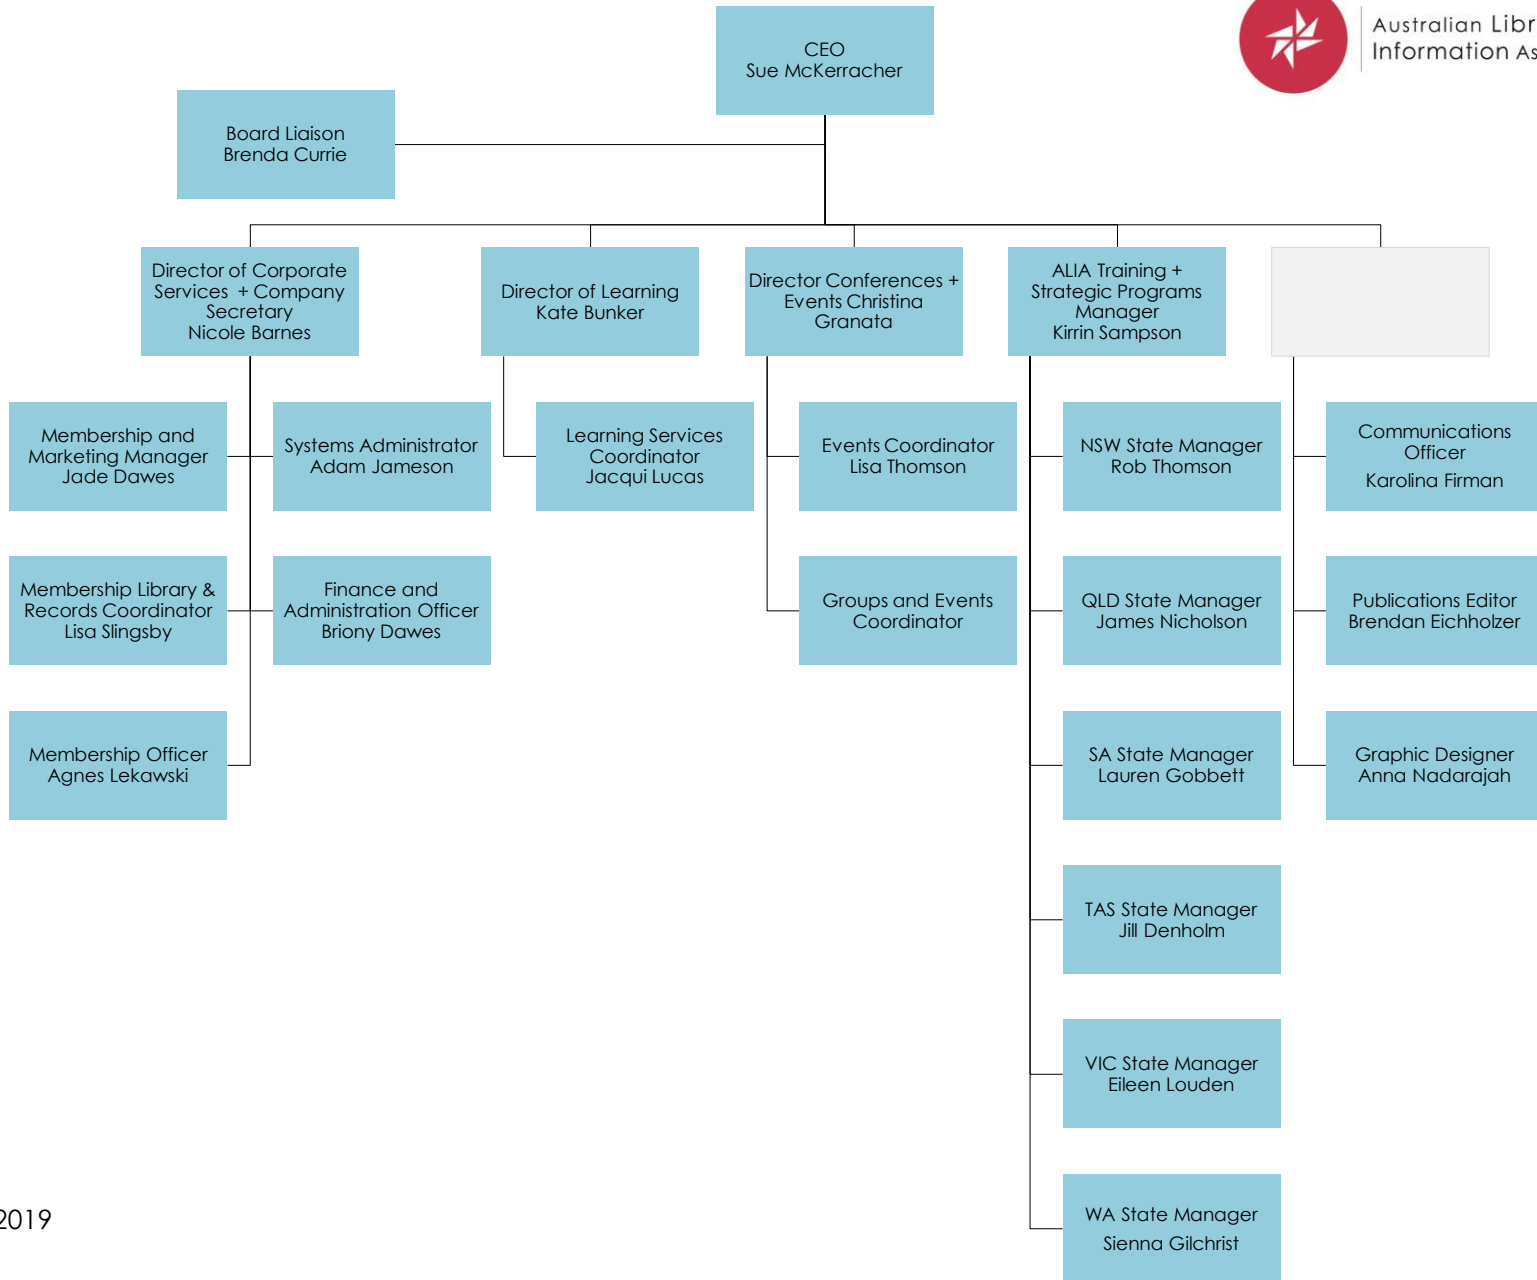 CEO
Sue McKerracher
Australian Libr
Information As
Board Liaison
Brenda Currie
Director of Corporate
Services + Company
Secretary
Nicole Barnes
Director of Learning
Kate Bunker
Director Conferences +
Events Christina
Granata
ALIA Training +
Strategic Programs
Manager
Kirrin Sampson
Membership and
Marketing Manager
Jade Dawes
Systems Administrator
Adam Jameson
Learning Services
Coordinator
Jacqui Lucas
Events Coordinator
Lisa Thomson
NSW State Manager
Rob Thomson
Communications
Officer
Karolina Firman
Membership Library &
Records Coordinator
Lisa Slingsby
Finance and
Administration Officer
Briony Dawes
Groups and Events
Coordinator
QLD State Manager
James Nicholson
Publications Editor
Brendan Eichholzer
Membership Officer
Agnes Lekawski
SA State Manager
Lauren Gobbett
Graphic Designer
Anna Nadarajah
TAS State Manager
Jill Denholm
VIC State Manager
Eileen Louden
WA State Manager
Sienna Gilchrist
2019